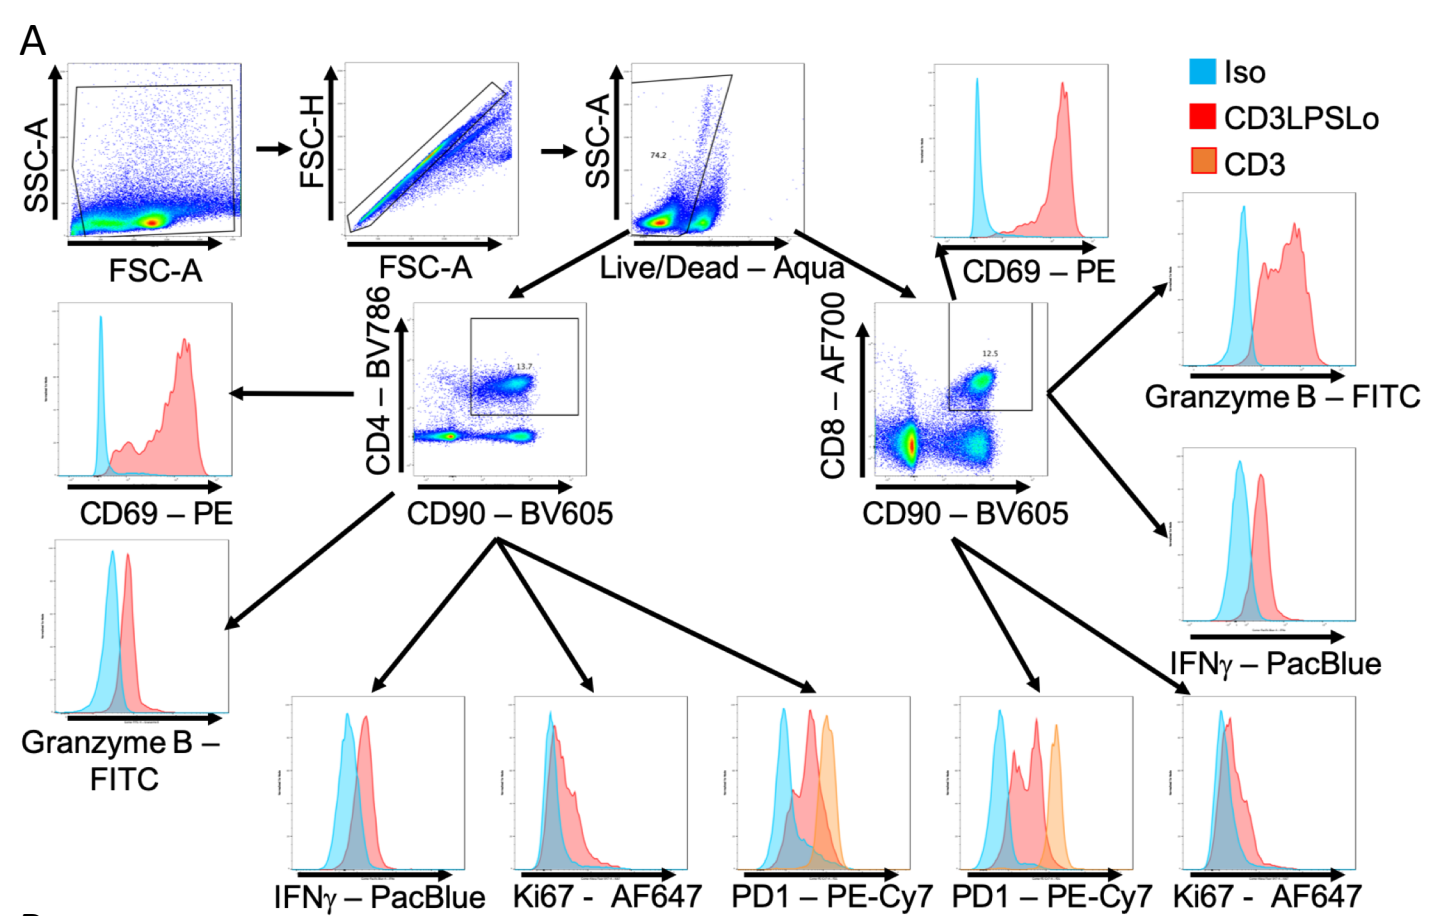 A
SSC-A
FSC-A
FSC-H
FSC-A
SSC-A
74.2
Live/Dead – Aqua
CD69 – PE
Iso
CD3LPSLo
CD3
Granzyme B – FITC
CD69 – PE
CD4 – BV786
13.7
CD90 – BV605
CD8 – AF700
12.5
CD90 – BV605
IFNγ – PacBlue
Granzyme B –
FITC
IFNγ – PacBlue
Ki67 - AF647
PD1 – PE-Cy7
PD1 – PE-Cy7
Ki67 - AF647